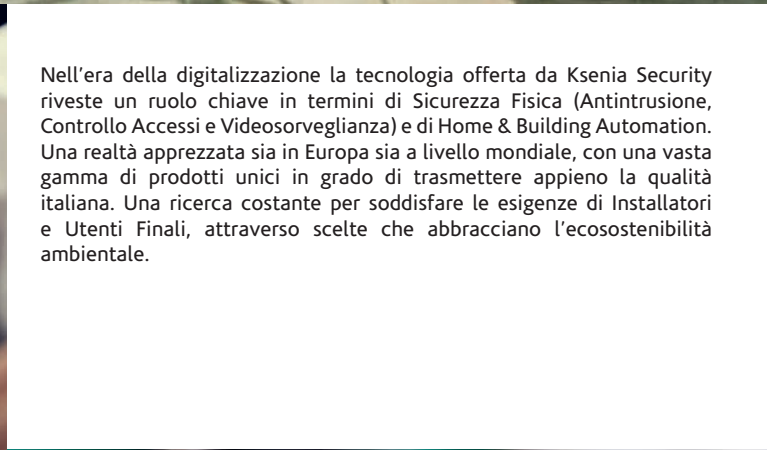 Nell'era della digitalizzazione la tecnologia offerta da Ksenia Security
riveste un ruolo chiave in termini di Sicurezza Fisica (Antintrusione,
Controllo Accessi e Videosorveglianza) e di Home & Building Automation.
Una realtà apprezzata sia in Europa sia a livello mondiale, con una vasta
gamma di prodotti unici in grado di trasmettere appieno la qualità
italiana. Una ricerca costante per soddisfare le esigenze di Installatori
e Utenti Finali, attraverso scelte che abbracciano l'ecosostenibilità
ambientale.